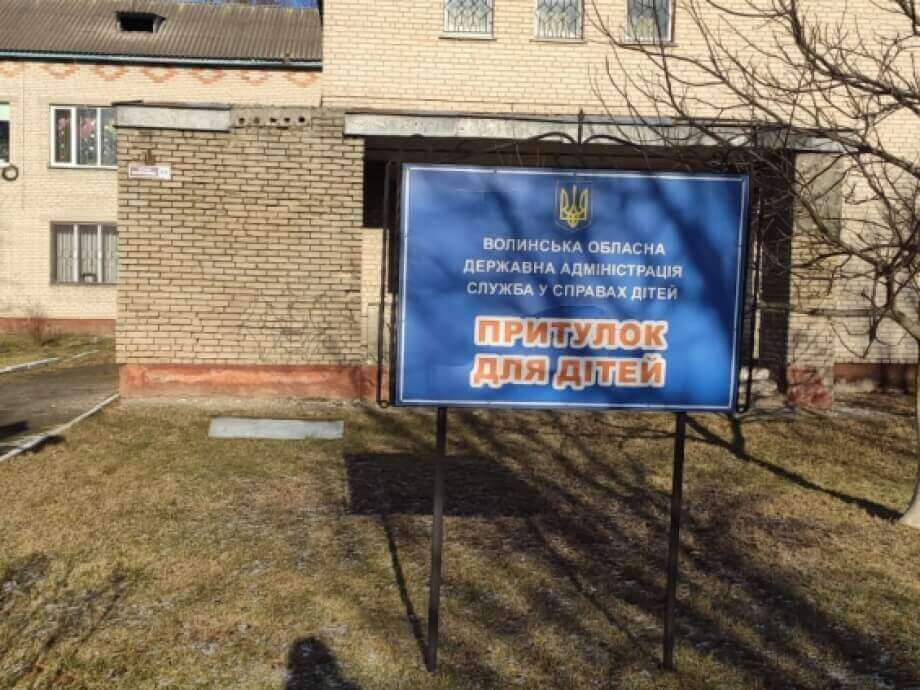 ВОЛИНСЬКА ОБЛАСНА
ДЕРЖАВНА АДМІНІСТРАЦІЯ
СЛУЖБА У СПРАВАХ ДІТЕЙ
ПРИТУЛОК
ДЛЯ ДІТЕЙ